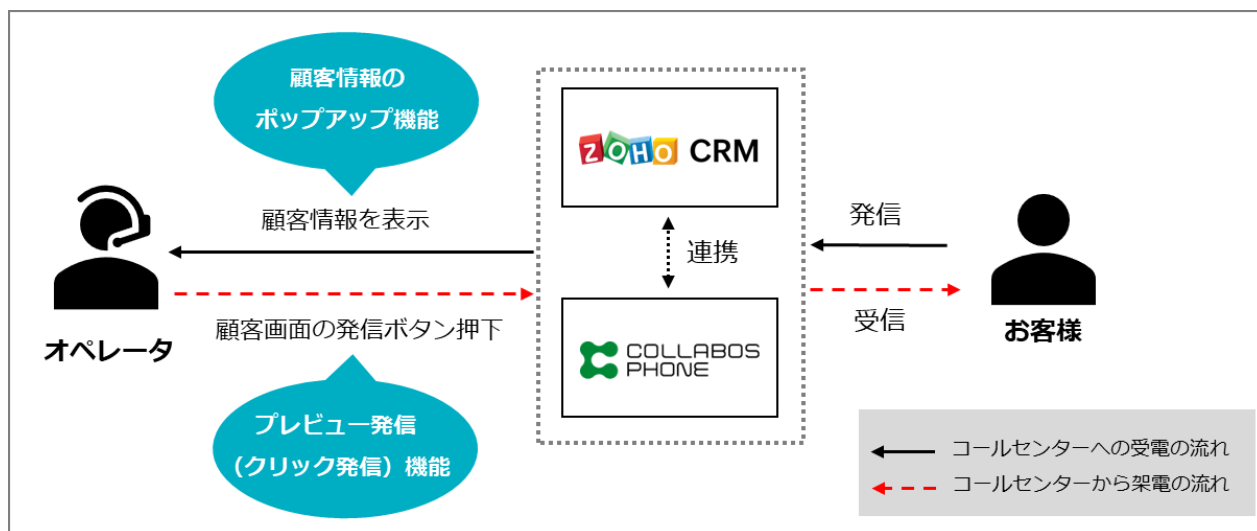 顧客情報の
ポップアップ機能
ZOHO CRM
顧客情報を表示
発信
連携
顧客画面の発信ボタン押下
受信
オペレータ
お客様
COLLABOS
PHONE
プレビュー発信
（クリック発信）機能
コールセンターへの受電の流れ
コールセンターから架電の流れ